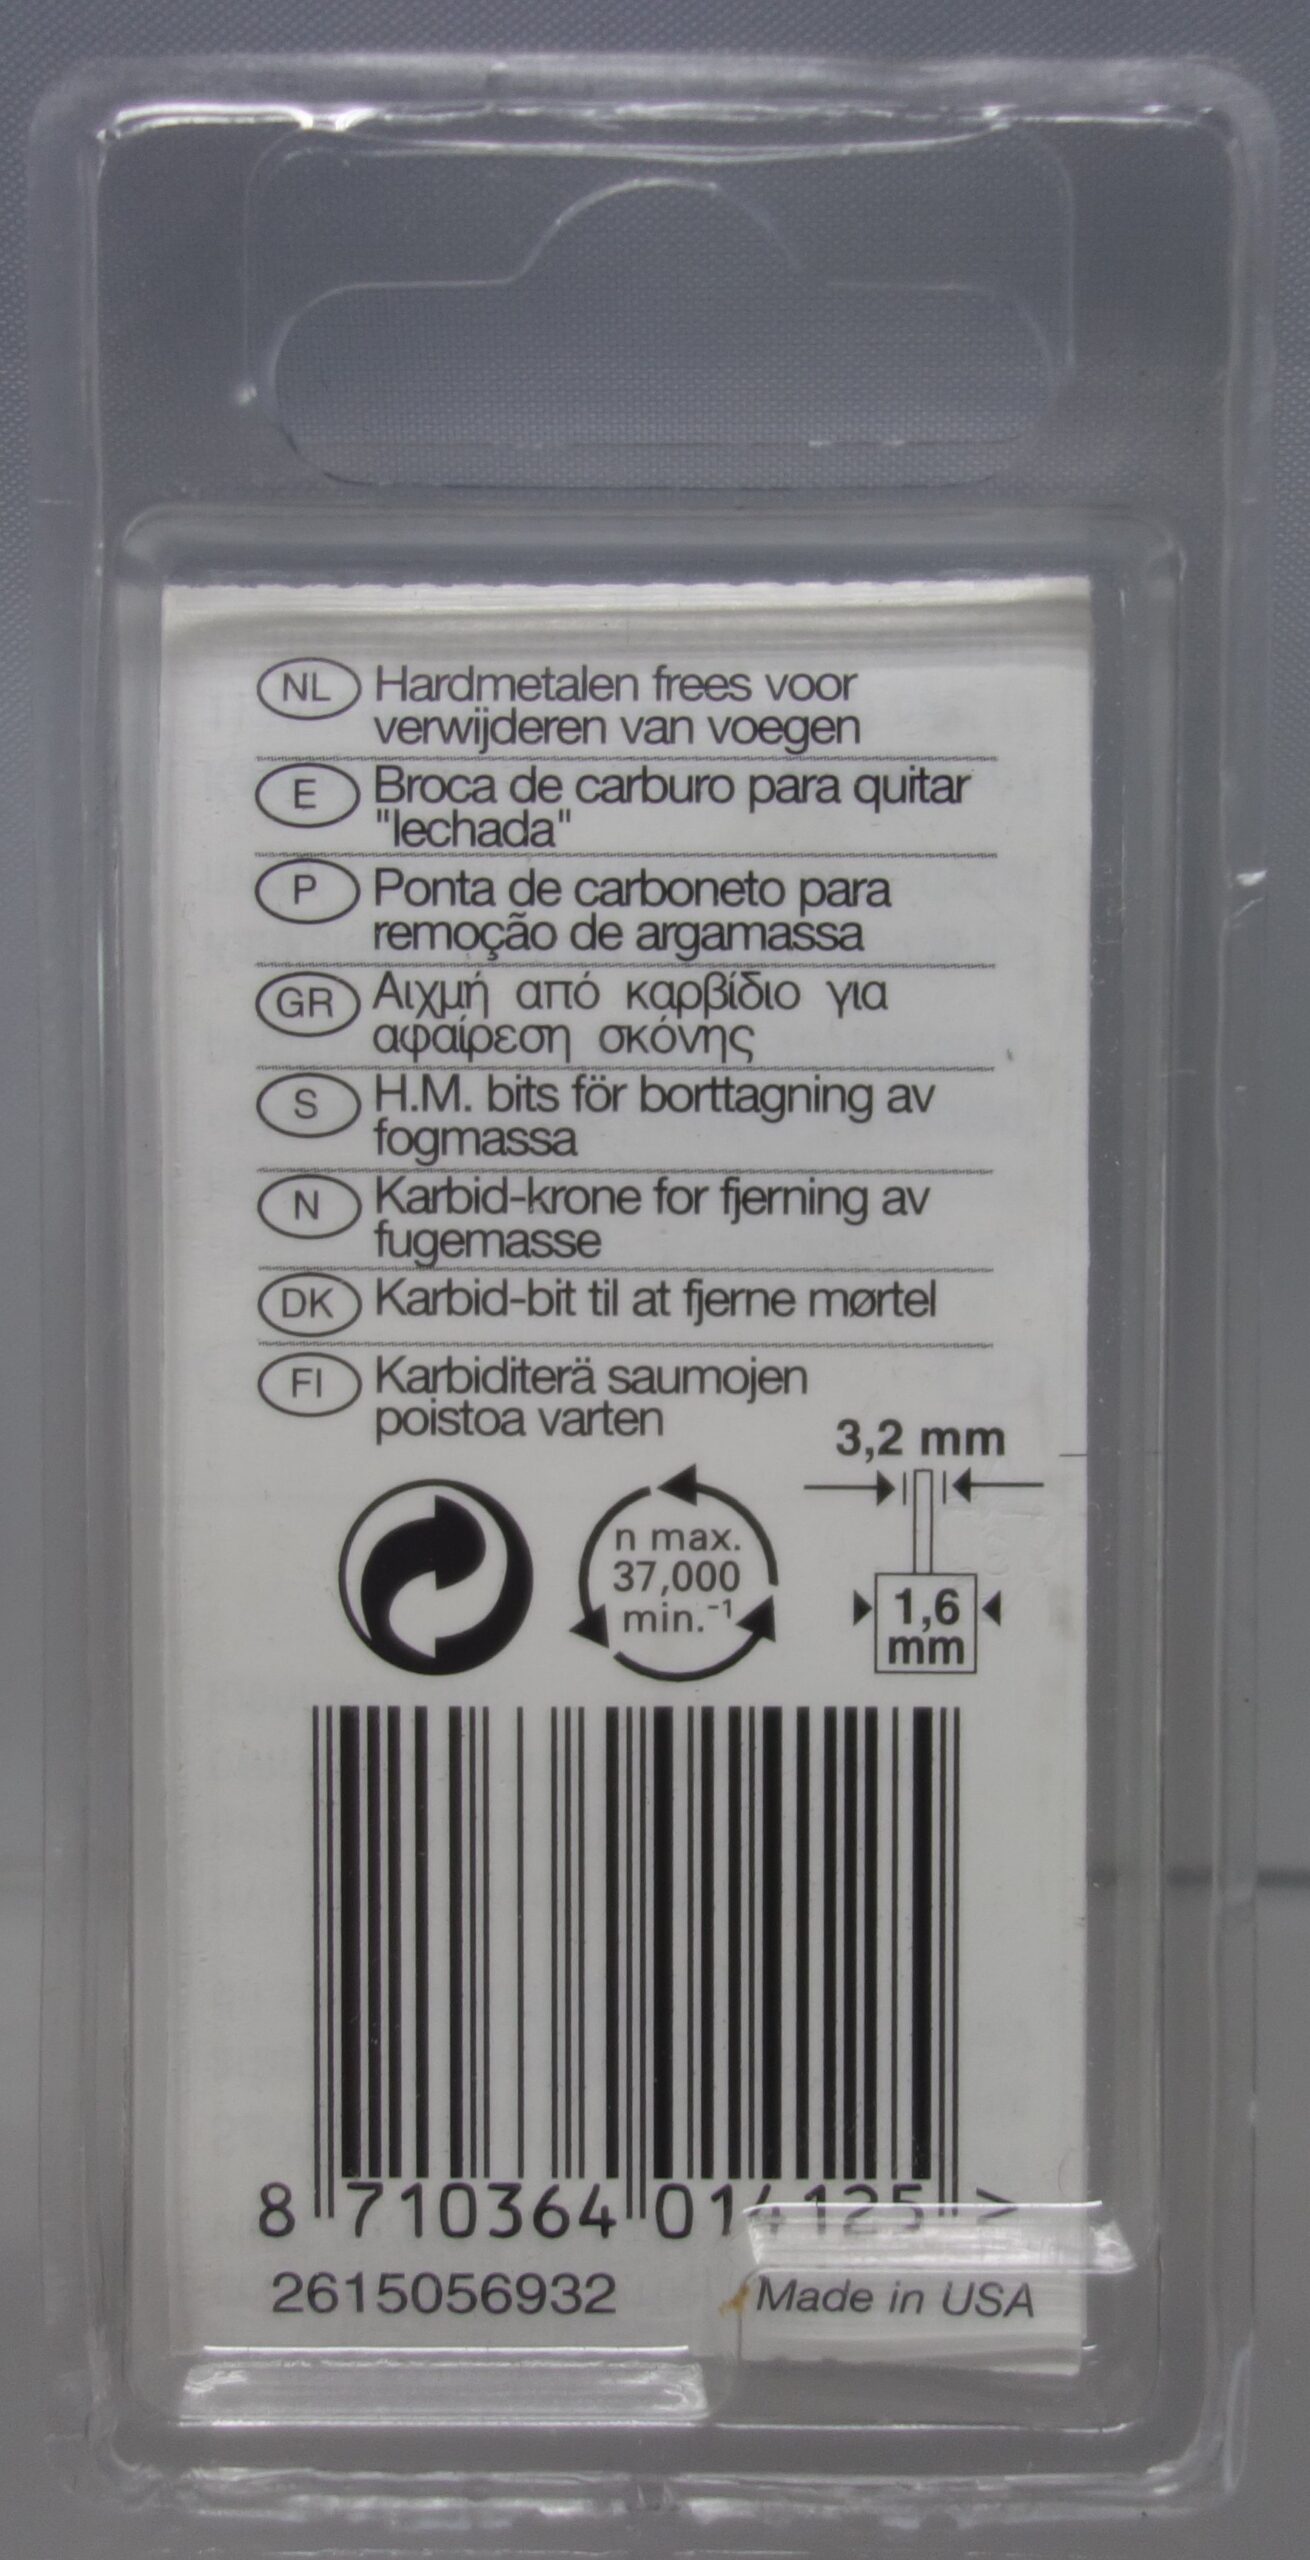 NL Hardmetalen frees voor
verwijderen van voegen
E Broca de carburo para quitar
"lechada"
P Ponta de carboneto para
remoção de argamassa
GR Αιχμή από καρβίδιο για
αφαίρεση σκόνης
S H.M. bits för borttagning av
fogmassa
N Karbid-krone for fjerning av
fugemasse
DK Karbid-bit til at fjerne mørtel
FI Karbiditerä saumojen
poistoa varten
3,2 mm
n max.
37,000
min.⁻¹
1,6
mm
8 710364 014125 >
2615056932
Made in USA